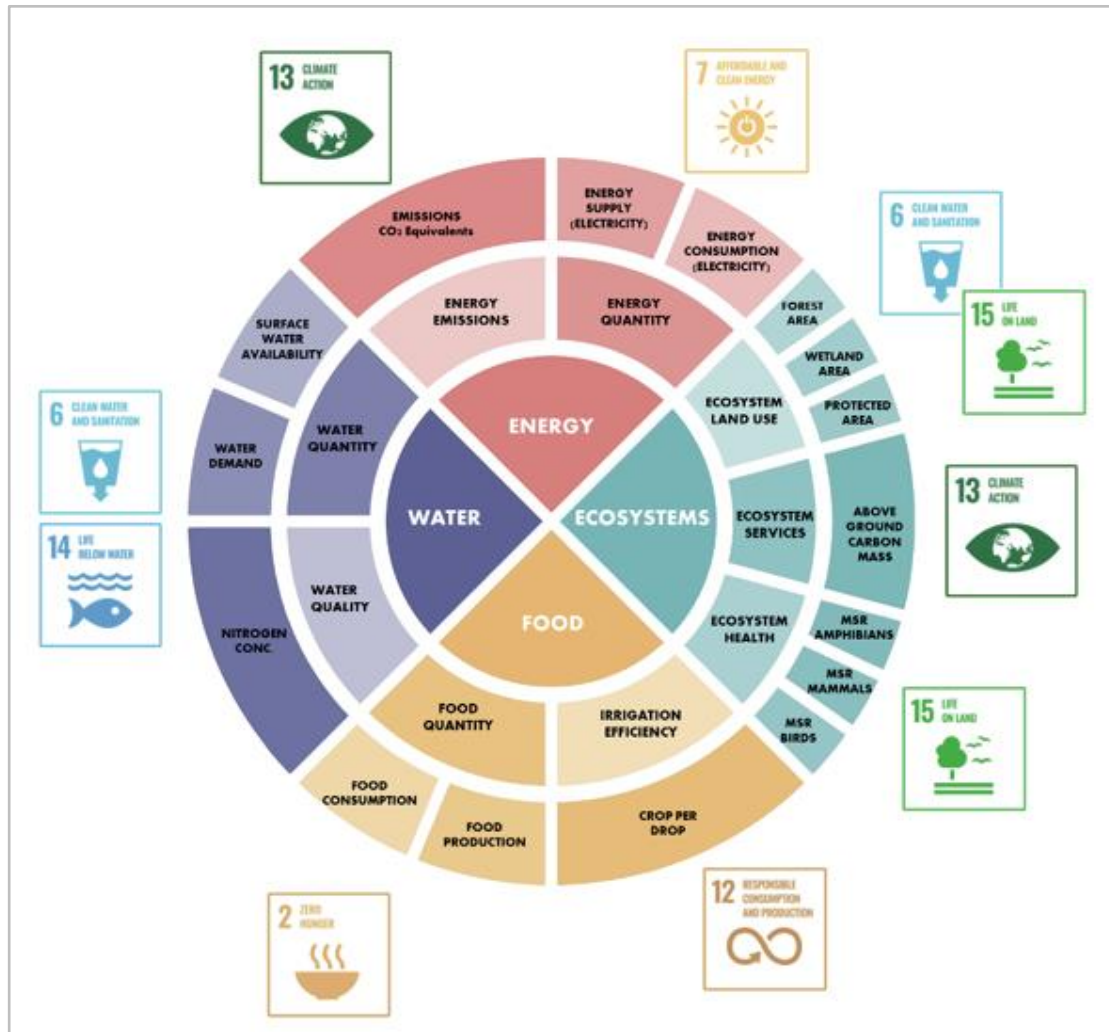 13 CLIMATE
ACTION
7 AFFORDABLE AND
CLEAN ENERGY
6 CLEAN WATER
AND SANITATION
15 LIFE
ON LAND
13 CLIMATE
ACTION
15 LIFE
ON LAND
12 RESPONSIBLE
CONSUMPTION
AND PRODUCTION
2 ZERO
HUNGER
14 LIFE
BELOW WATER
6 CLEAN WATER
AND SANITATION
EMISSIONS
CO₂ Equivalents
ENERGY
SUPPLY
(ELECTRICITY)
ENERGY
CONSUMPTION
(ELECTRICITY)
FOREST
AREA
WETLAND
AREA
PROTECTED
AREA
ABOVE
GROUND
CARBON
MASS
MSR
AMPHIBIANS
MSR
MAMMALS
MSR
BIRDS
CROP PER
DROP
FOOD
PRODUCTION
FOOD
CONSUMPTION
NITROGEN
CONC.
WATER
DEMAND
SURFACE
WATER
AVAILABILITY
ENERGY
EMISSIONS
ENERGY
QUANTITY
ECOSYSTEM
LAND USE
ECOSYSTEM
SERVICES
ECOSYSTEM
HEALTH
IRRIGATION
EFFICIENCY
FOOD
QUANTITY
WATER
QUALITY
WATER
QUANTITY
ENERGY
ECOSYSTEMS
FOOD
WATER